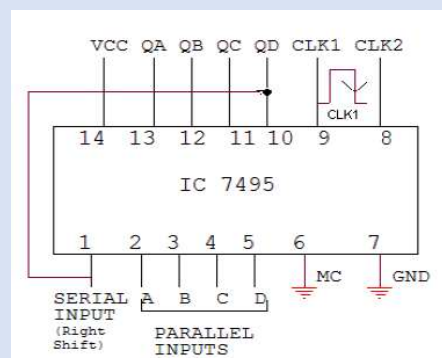 VCC QA QB QC QD CLK1 CLK2
CLK1
14 13 12 11 10 9 8
IC 7495
1 2 3 4 5 6 7
MC GND
SERIAL A B C D
INPUT
(Right
Shift)
PARALLEL
INPUTS